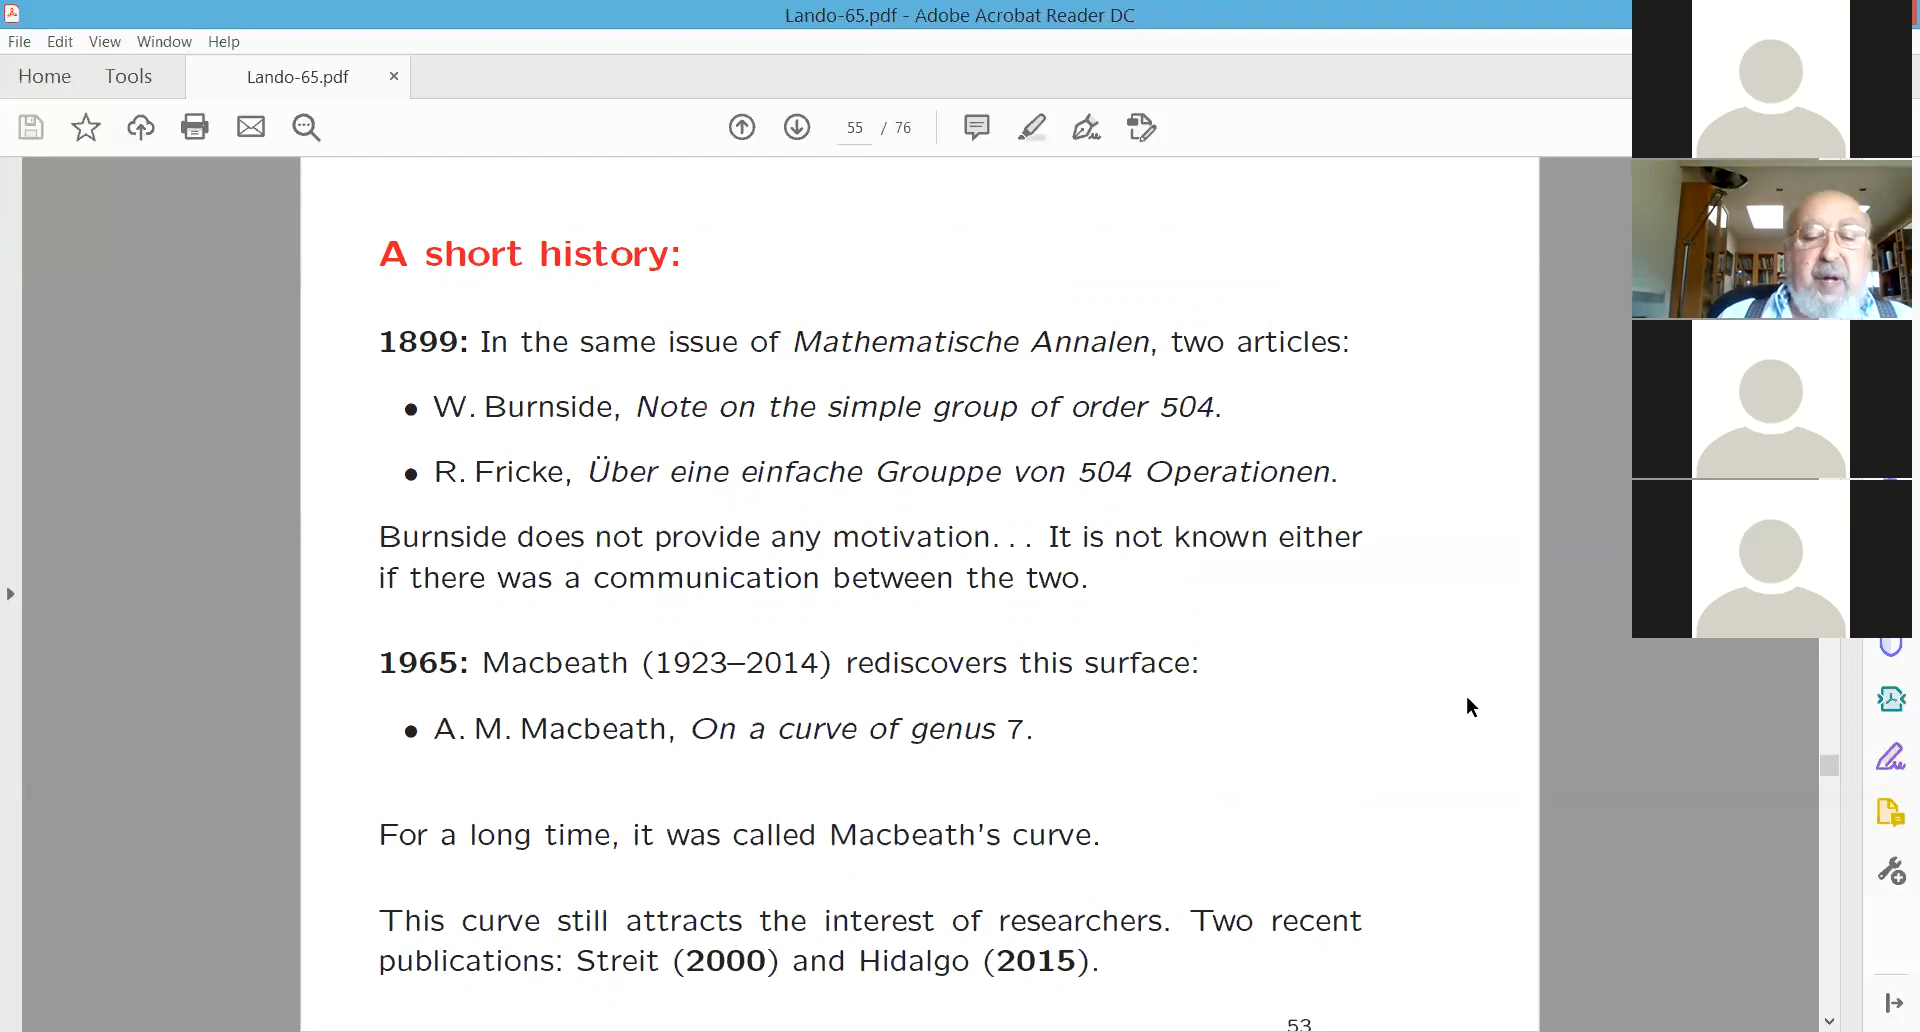 Lando-65.pdf - Adobe Acrobat Reader DC
File Edit View Window Help
Home Tools Lando-65.pdf ×
55 / 76
A short history:
1899: In the same issue of Mathematische Annalen, two articles:
• W. Burnside, Note on the simple group of order 504.
• R. Fricke, Über eine einfache Grouppe von 504 Operationen.
Burnside does not provide any motivation... It is not known either
if there was a communication between the two.
1965: Macbeath (1923–2014) rediscovers this surface:
• A. M. Macbeath, On a curve of genus 7.
For a long time, it was called Macbeath's curve.
This curve still attracts the interest of researchers. Two recent
publications: Streit (2000) and Hidalgo (2015).
53